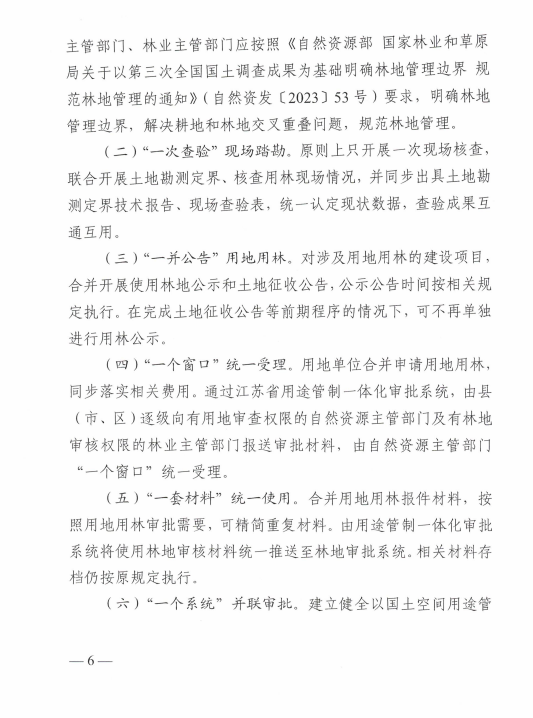 主管部门、林业主管部门应按照《自然资源部 国家林业和草原
局关于以第三次全国国土调查成果为基础明确林地管理边界 规
范林地管理的通知》（自然资发〔2023〕53号）要求，明确林地
管理边界，解决耕地和林地交叉重叠问题，规范林地管理。
（二）“一次查验”现场踏勘。原则上只开展一次现场核查，
联合开展土地勘测定界、核查用林现场情况，并同步出具土地勘
测定界技术报告、现场查验表，统一认定现状数据，查验成果互
通互用。
（三）“一并公告”用地用林。对涉及用地用林的建设项目，
合并开展使用林地公示和土地征收公告，公示公告时间按相关规
定执行。在完成土地征收公告等前期程序的情况下，可不再单独
进行用林公示。
（四）“一个窗口”统一受理。用地单位合并申请用地用林，
同步落实相关费用。通过江苏省用途管制一体化审批系统，由县
（市、区）逐级向有用地审查权限的自然资源主管部门及有林地
审核权限的林业主管部门报送审批材料，由自然资源主管部门
“一个窗口”统一受理。
（五）“一套材料”统一使用。合并用地用林报件材料，按
照用地用林审批需要，可精简重复材料。由用途管制一体化审批
系统将使用林地审核材料统一推送至林地审批系统。相关材料存
档仍按原规定执行。
（六）“一个系统”并联审批。建立健全以国土空间用途管
— 6 —